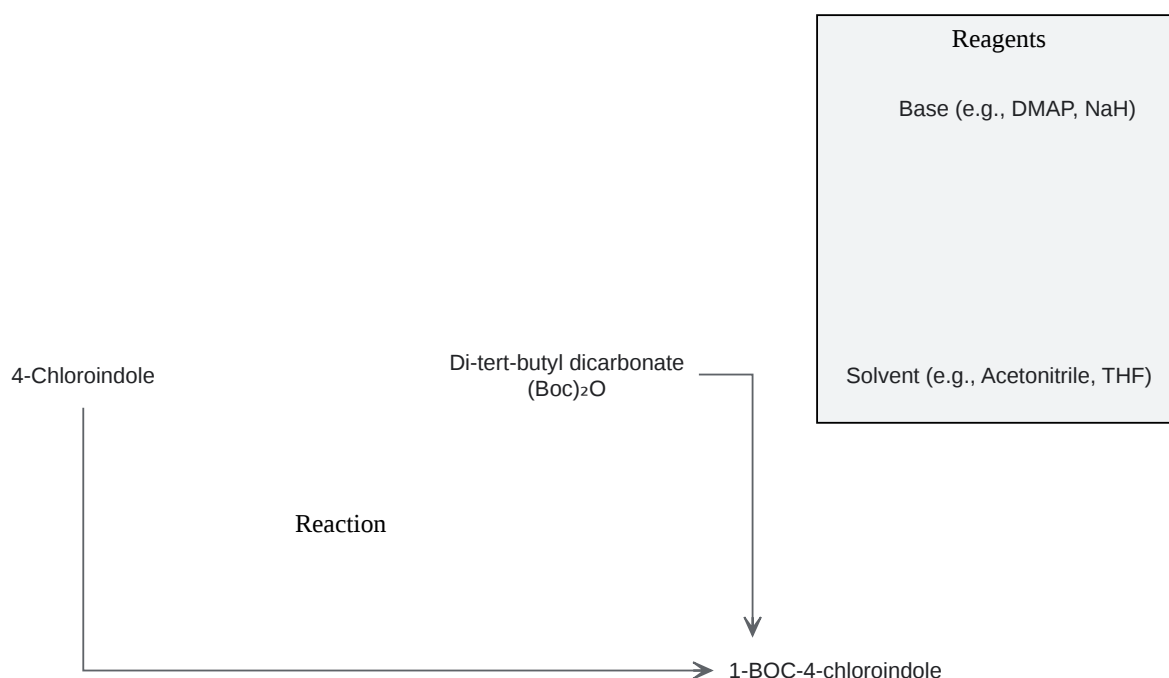 Reagents
Base (e.g., DMAP, NaH)
4-Chloroindole
Di-tert-butyl dicarbonate
(Boc)₂O
Solvent (e.g., Acetonitrile, THF)
Reaction
1-BOC-4-chloroindole